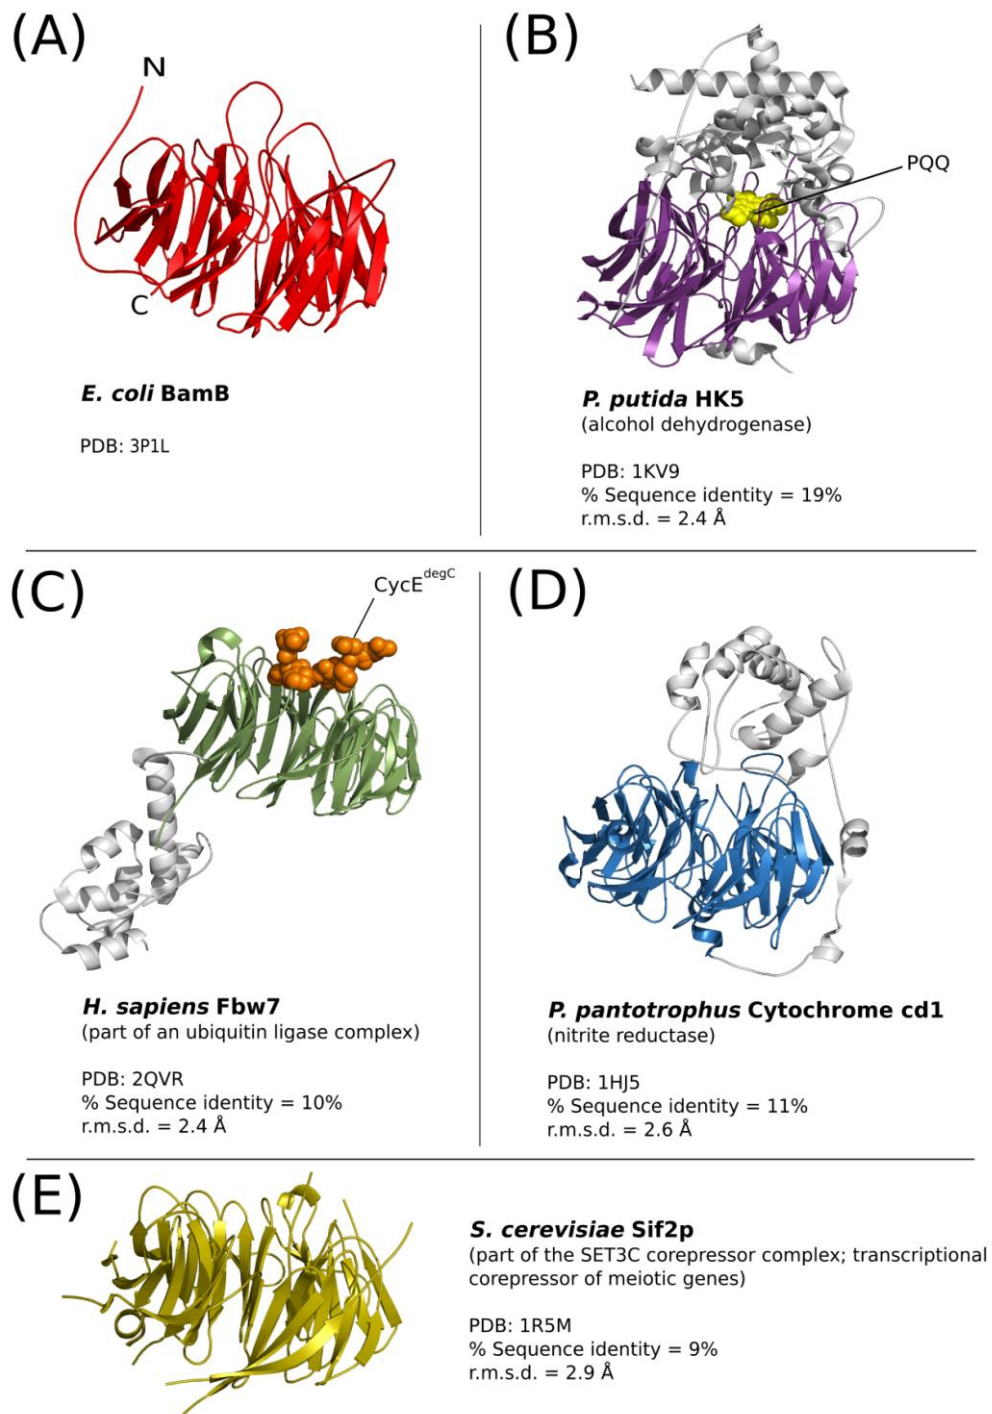 (A)
N
C
E. coli BamB
PDB: 3P1L
(B)
PQQ
P. putida HK5
(alcohol dehydrogenase)
PDB: 1KV9
% Sequence identity = 19%
r.m.s.d. = 2.4 Å
(C)
CycEdegC
H. sapiens Fbw7
(part of an ubiquitin ligase complex)
PDB: 2QVR
% Sequence identity = 10%
r.m.s.d. = 2.4 Å
(D)
P. pantotrophus Cytochrome cd1
(nitrite reductase)
PDB: 1HJ5
% Sequence identity = 11%
r.m.s.d. = 2.6 Å
(E)
S. cerevisiae Sif2p
(part of the SET3C corepressor complex; transcriptional
corepressor of meiotic genes)
PDB: 1R5M
% Sequence identity = 9%
r.m.s.d. = 2.9 Å